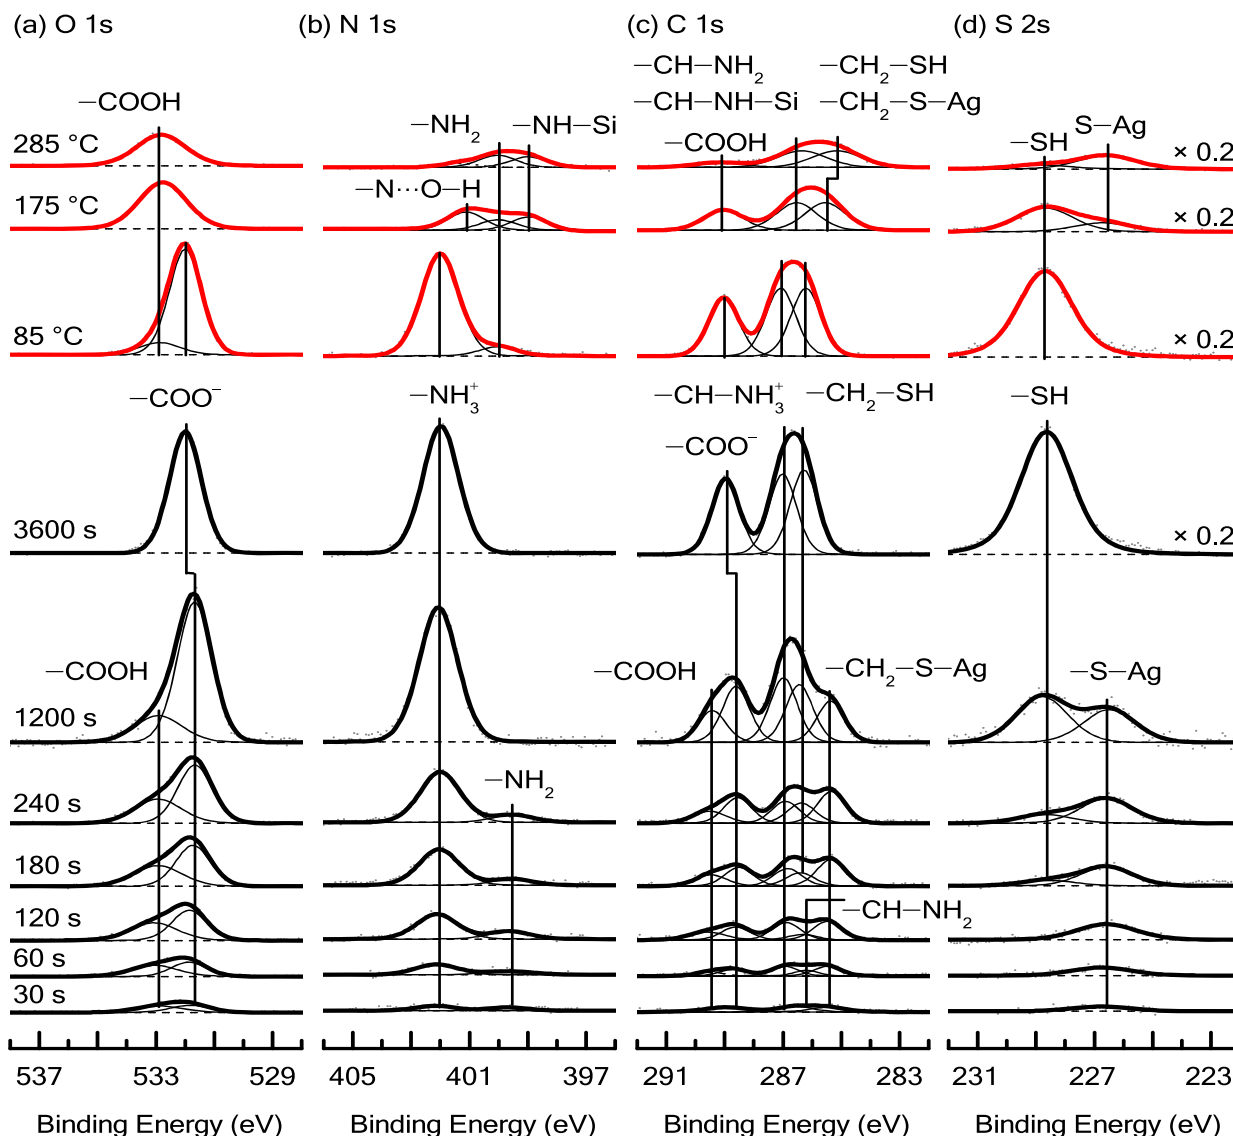 (a) O 1s (b) N 1s (c) C 1s (d) S 2s
−CH−NH₂ −CH₂−SH
−COOH −CH−NH−Si −CH₂−S−Ag
−NH₂ −NH−Si −COOH −SH S−Ag
285 °C × 0.2
−N⋯O−H
175 °C × 0.2
85 °C × 0.2
−COO⁻ −NH₃⁺ −CH−NH₃⁺ −CH₂−SH −SH
−COO⁻
3600 s × 0.2
−COOH −COOH −CH₂−S−Ag −S−Ag
1200 s
−NH₂
240 s
180 s
120 s −CH−NH₂
60 s
30 s
537 533 529 405 401 397 291 287 283 231 227 223
Binding Energy (eV) Binding Energy (eV) Binding Energy (eV) Binding Energy (eV)